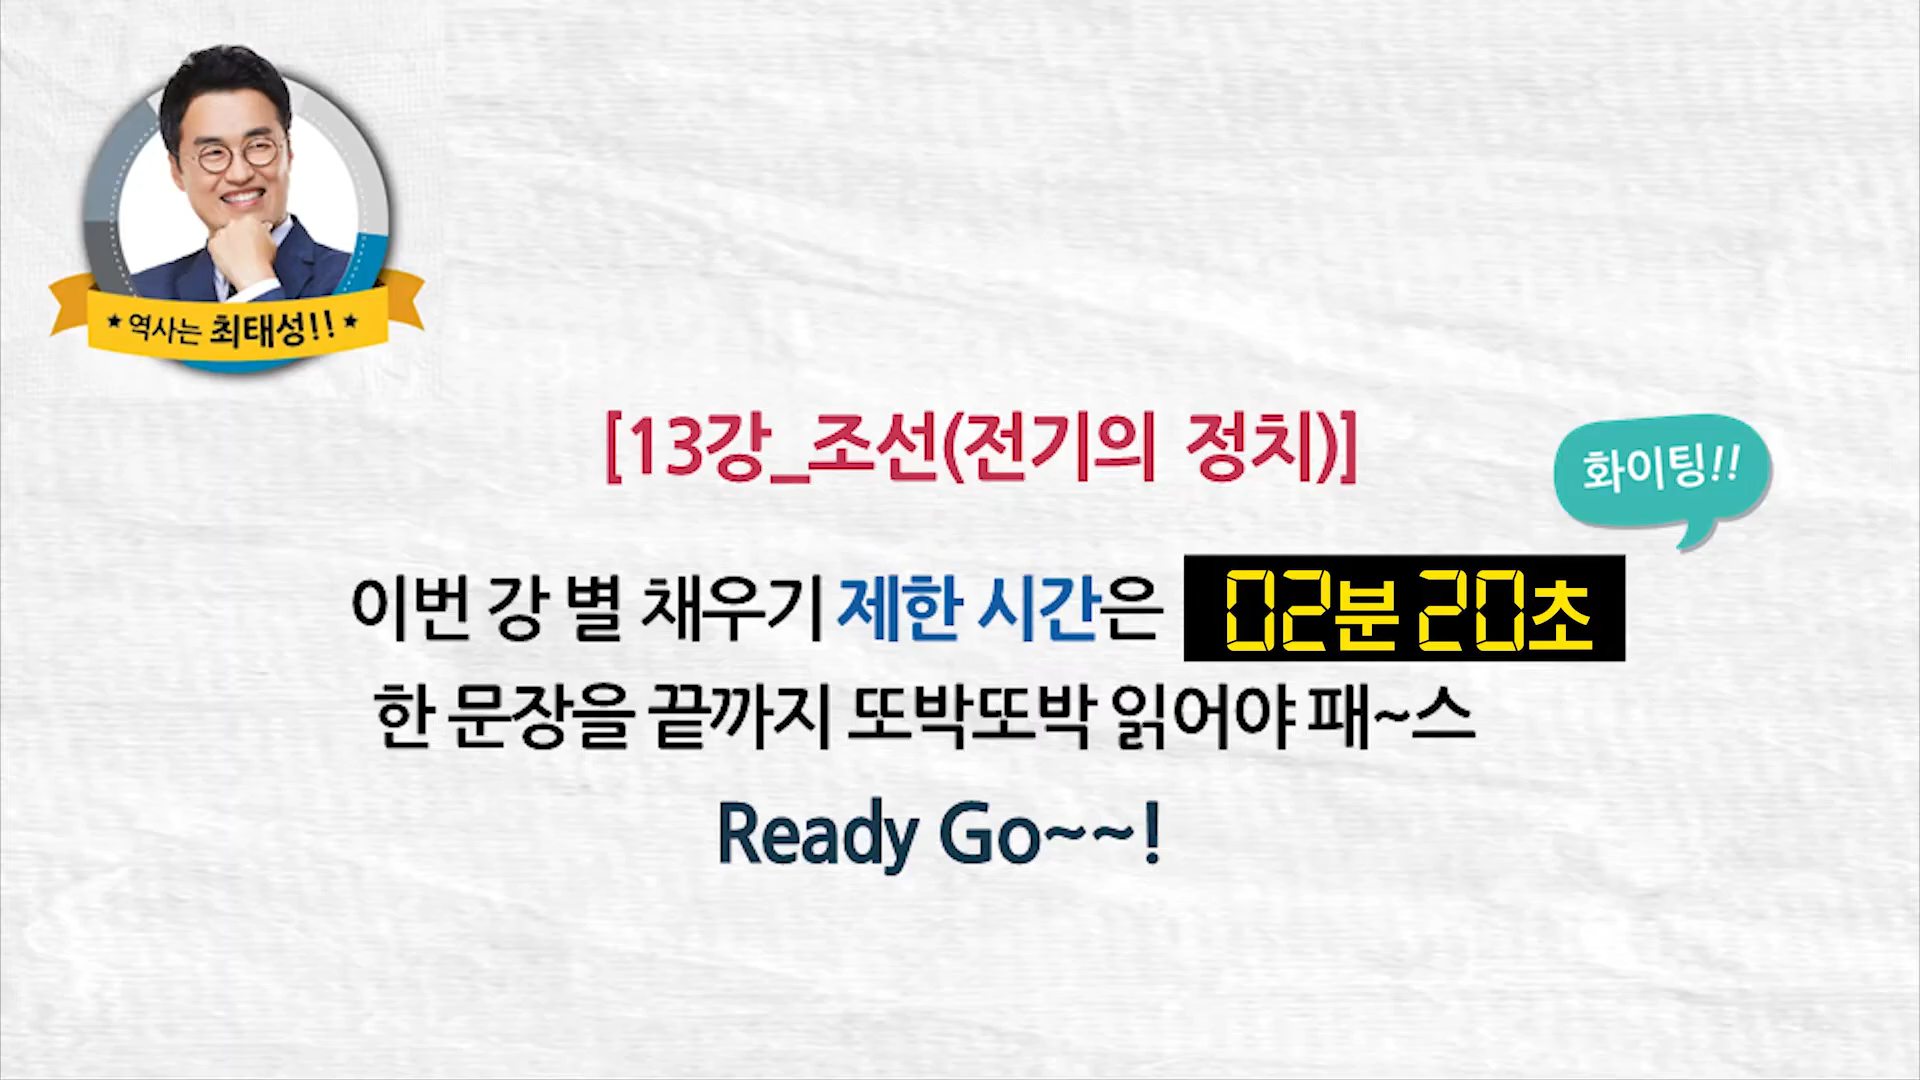 ★ 역사는 최태성!! ★
[13강_조선(전기의 정치)]
화이팅!!
이번 강 별 채우기 제한 시간은 02분 20초
한 문장을 끝까지 또박또박 읽어야 패~스
Ready Go~~!